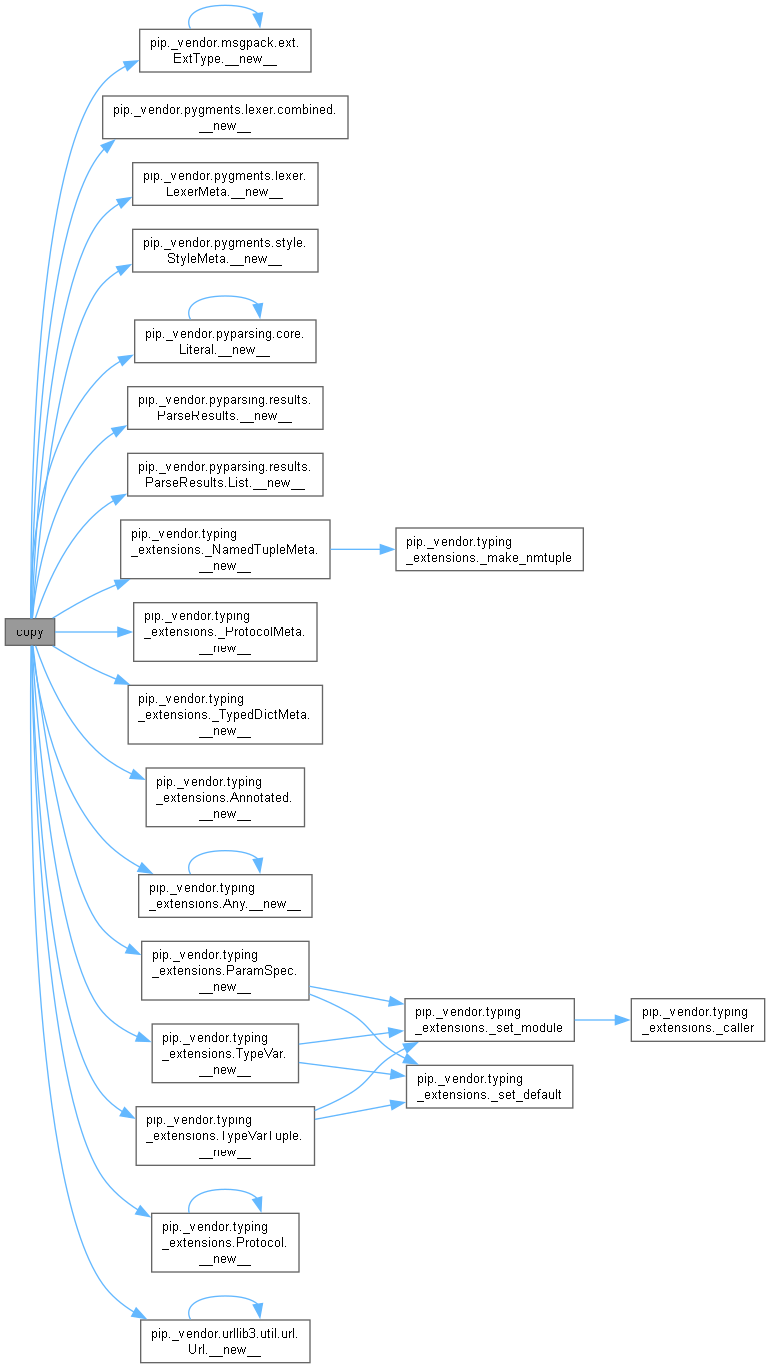 pip._vendor.msgpack.ext.
ExtType.__new__
pip._vendor.pygments.lexer.combined.
__new__
pip._vendor.pygments.lexer.
LexerMeta.__new__
pip._vendor.pygments.style.
StyleMeta.__new__
pip._vendor.pyparsing.core.
Literal.__new__
pip._vendor.pyparsing.results.
ParseResults.__new__
pip._vendor.pyparsing.results.
ParseResults.List.__new__
pip._vendor.typing
_extensions._NamedTupleMeta.
__new__
pip._vendor.typing
_extensions._make_nmtuple
copy
pip._vendor.typing
_extensions._ProtocolMeta.
__new__
pip._vendor.typing
_extensions._TypedDictMeta.
__new__
pip._vendor.typing
_extensions.Annotated.
__new__
pip._vendor.typing
_extensions.Any.__new__
pip._vendor.typing
_extensions.ParamSpec.
__new__
pip._vendor.typing
_extensions._set_module
pip._vendor.typing
_extensions._caller
pip._vendor.typing
_extensions.TypeVar.
__new__
pip._vendor.typing
_extensions._set_default
pip._vendor.typing
_extensions.TypeVarTuple.
__new__
pip._vendor.typing
_extensions.Protocol.
__new__
pip._vendor.urllib3.util.url.
Url.__new__